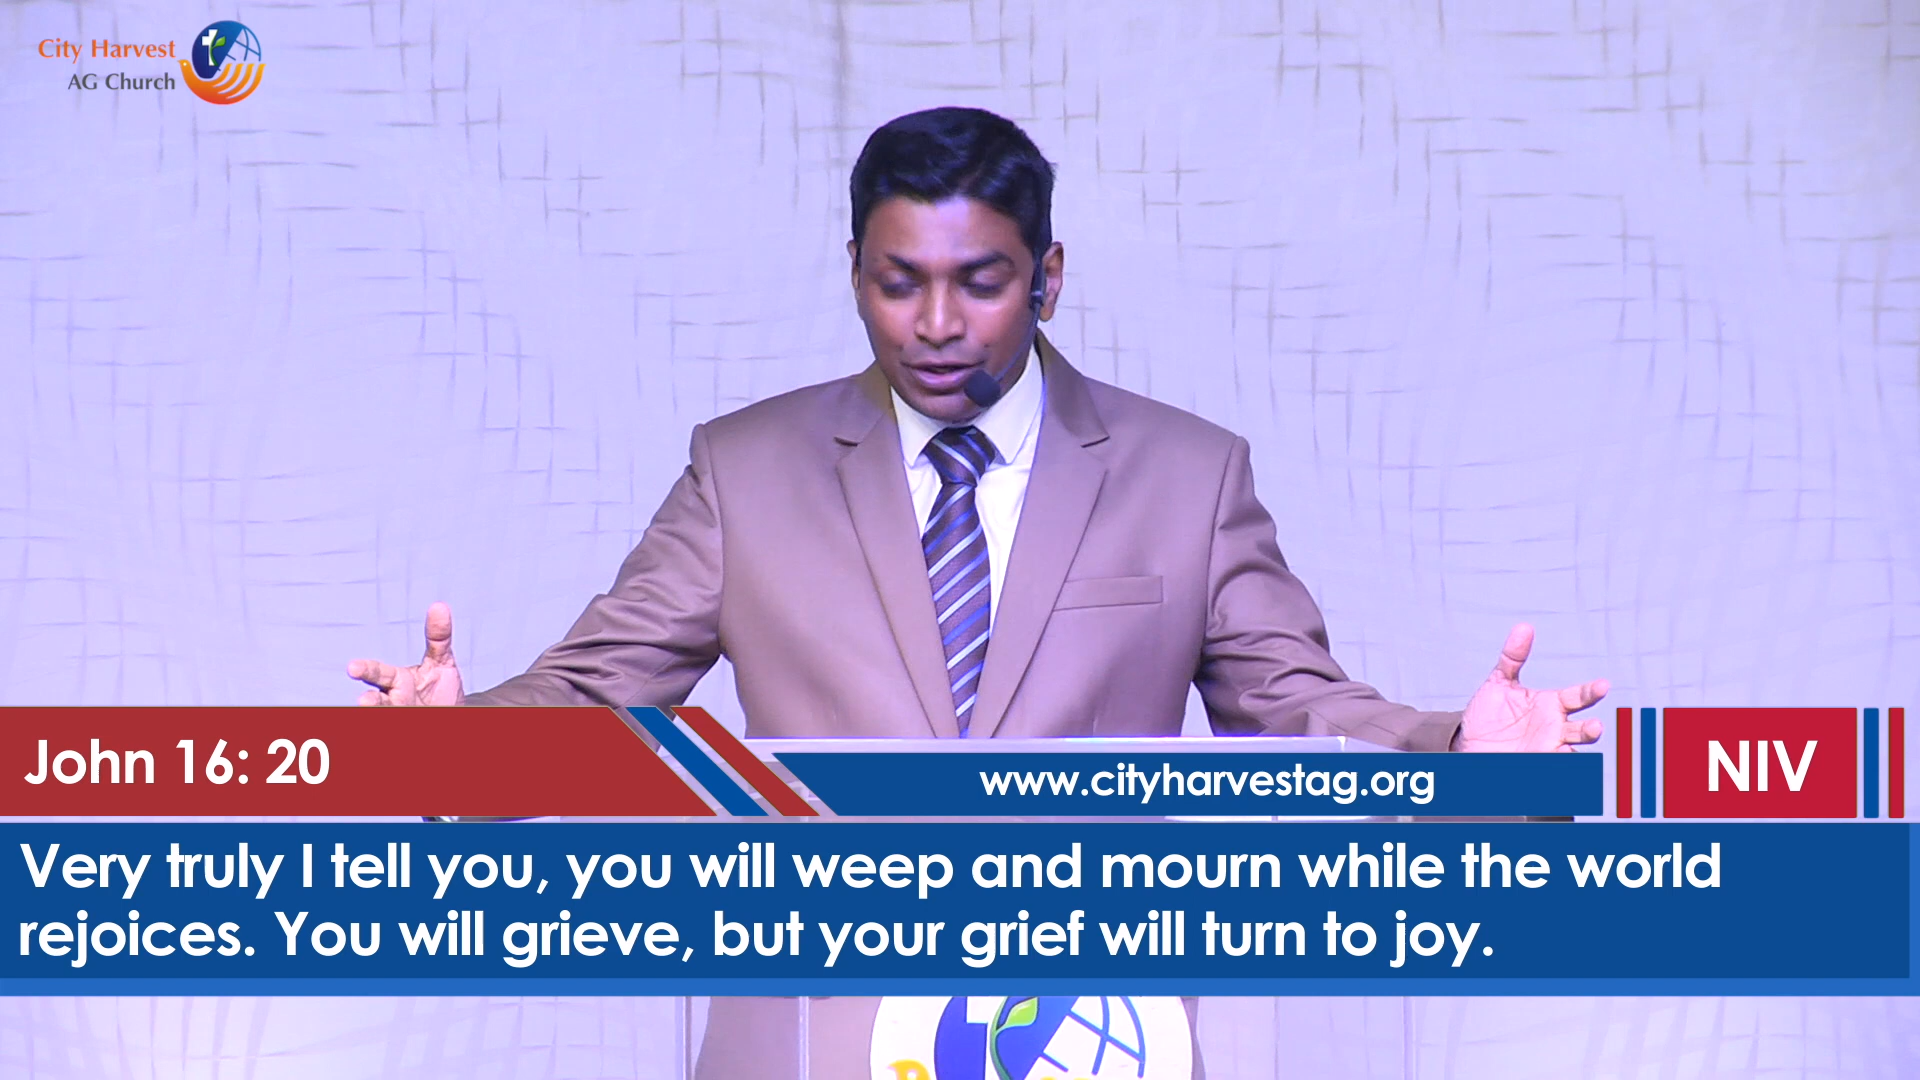 City Harvest
AG Church
John 16: 20
www.cityharvestag.org
NIV
Very truly I tell you, you will weep and mourn while the world
rejoices. You will grieve, but your grief will turn to joy.